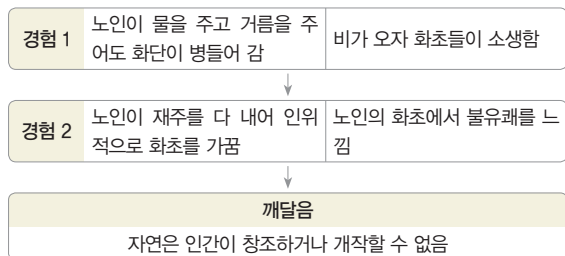 경험 1
노인이 물을 주고 거름을 주
어도 화단이 병들어 감
비가 오자 화초들이 소생함
경험 2
노인이 재주를 다 내어 인위
적으로 화초를 가꿈
노인의 화초에서 불유쾌를 느
낌
깨달음
자연은 인간이 창조하거나 개작할 수 없음